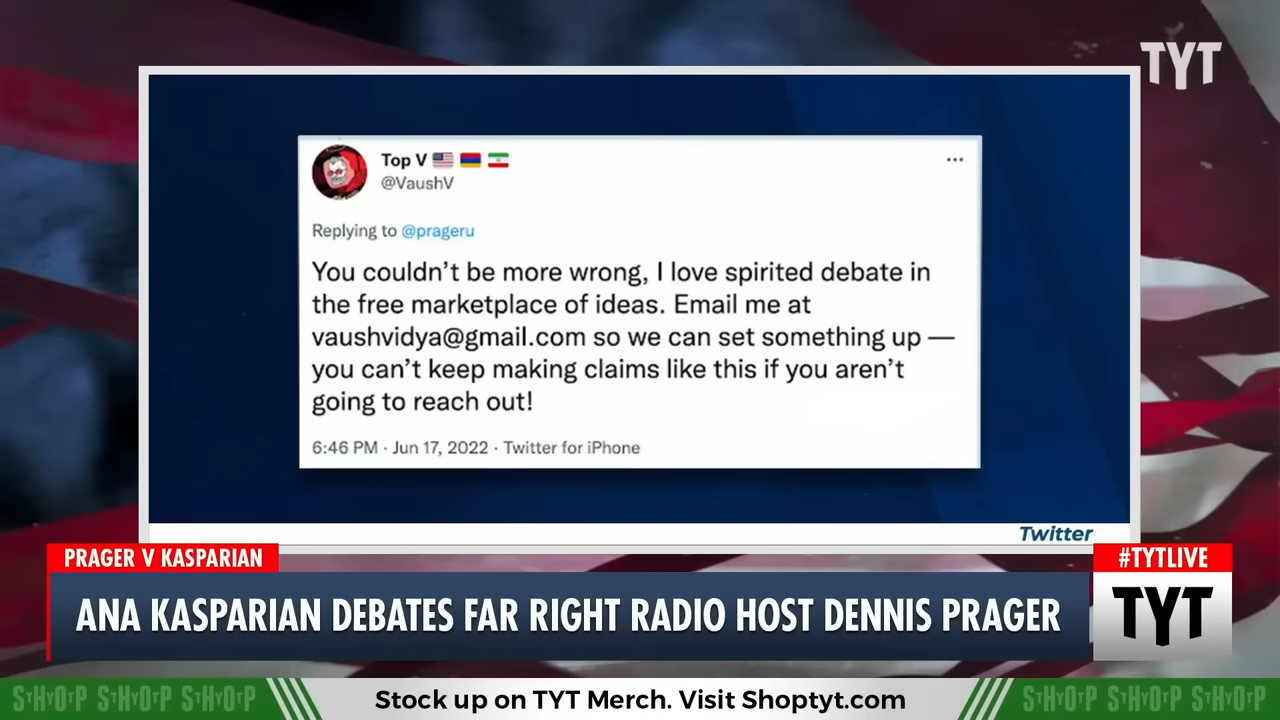 TYT
Top V
@VaushV
Replying to @prageru
You couldn't be more wrong, I love spirited debate in
the free marketplace of ideas. Email me at
vaushvidya@gmail.com so we can set something up —
you can't keep making claims like this if you aren't
going to reach out!
6:46 PM · Jun 17, 2022 · Twitter for iPhone
Twitter
PRAGER V KASPARIAN
#TYTLIVE
ANA KASPARIAN DEBATES FAR RIGHT RADIO HOST DENNIS PRAGER
TYT
Stock up on TYT Merch. Visit Shoptyt.com